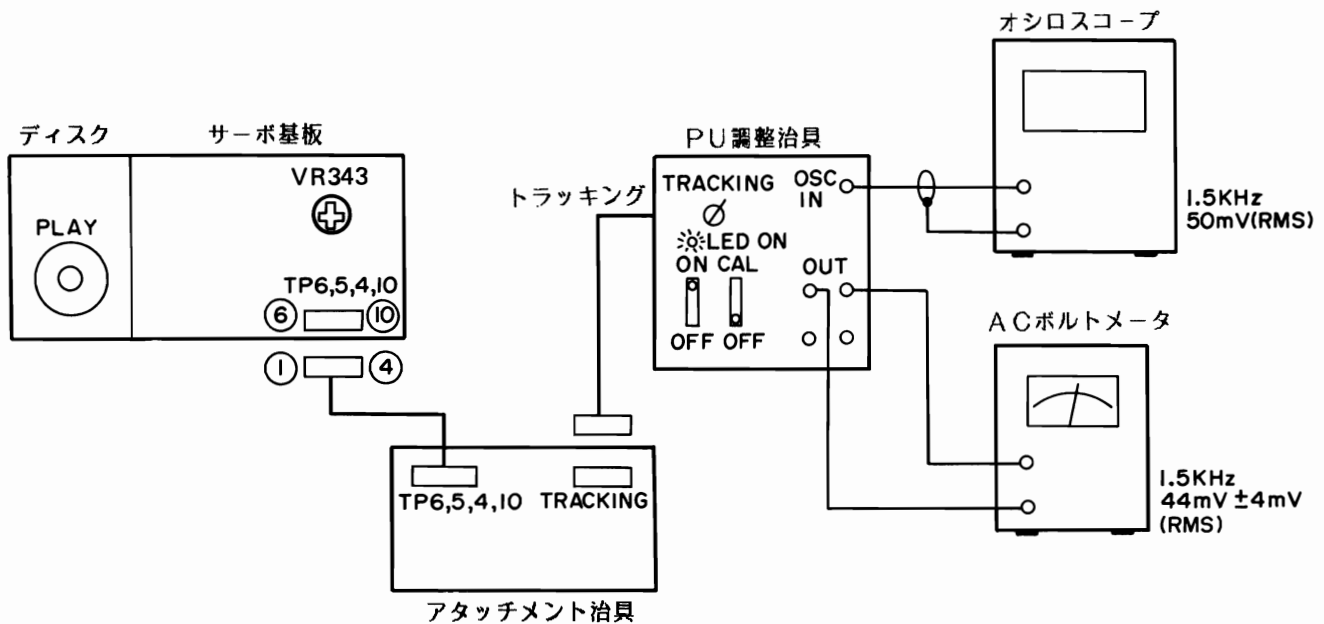 オシロスコープ
1.5KHz
50mV(RMS)
ディスク
サーボ基板
PLAY
VR343
TP6,5,4,10
⑥
⑩
①
④
トラッキング
PU調整治具
TRACKING
OSC
IN
LED ON
ON CAL
OFF OFF
OUT
ACボルトメータ
1.5KHz
44mV ±4mV
(RMS)
TP6,5,4,10
TRACKING
アタッチメント治具